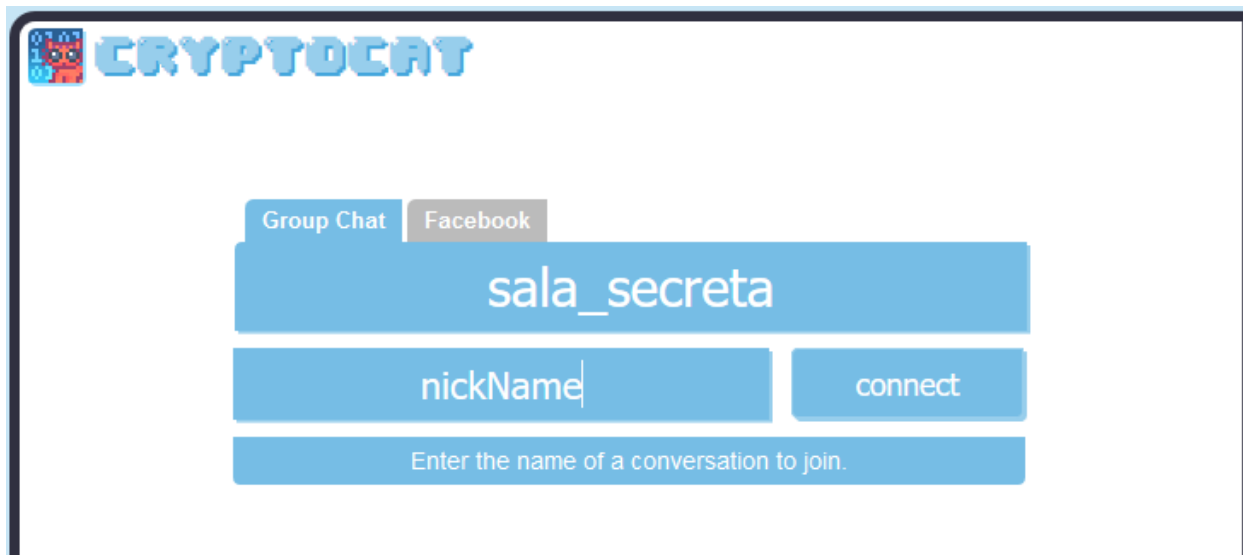 CRYPTOCAT
Group Chat Facebook
sala_secreta
nickName connect
Enter the name of a conversation to join.